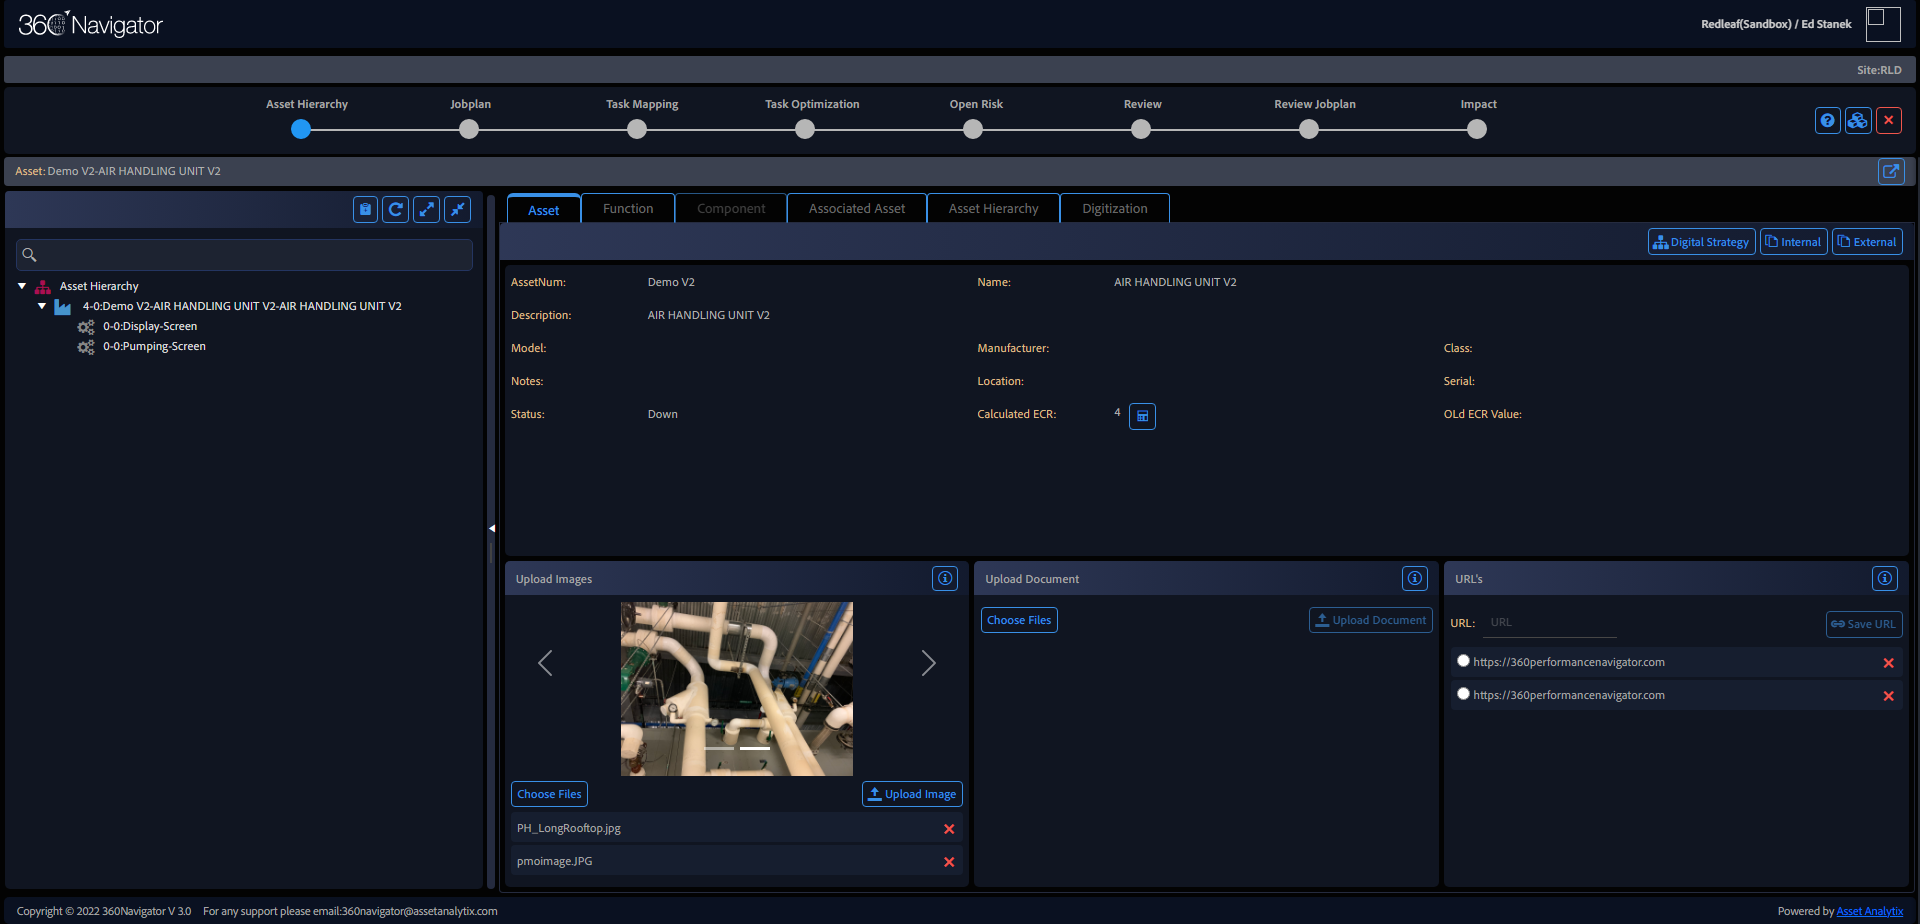 360 Navigator
Redleaf(Sandbox) / Ed Stanek
Site:RLD
Asset Hierarchy Jobplan Task Mapping Task Optimization Open Risk Review Review Jobplan Impact
Asset: Demo V2-AIR HANDLING UNIT V2
Asset Function Component Associated Asset Asset Hierarchy Digitization
Digital Strategy Internal External
Asset Hierarchy
4-0:Demo V2-AIR HANDLING UNIT V2-AIR HANDLING UNIT V2
0-0:Display-Screen
0-0:Pumping-Screen
AssetNum: Demo V2 Name: AIR HANDLING UNIT V2
Description: AIR HANDLING UNIT V2
Model: Manufacturer: Class:
Notes: Location: Serial:
Status: Down Calculated ECR: 4 OLd ECR Value:
Upload Images
Choose Files Upload Image
PH_LongRooftop.jpg
pmoimage.JPG
Upload Document
Choose Files Upload Document
URL's
URL: URL Save URL
https://360performancenavigator.com
https://360performancenavigator.com
Copyright © 2022 360Navigator V 3.0 For any support please email:360navigator@assetanalytix.com
Powered by Asset Analytix